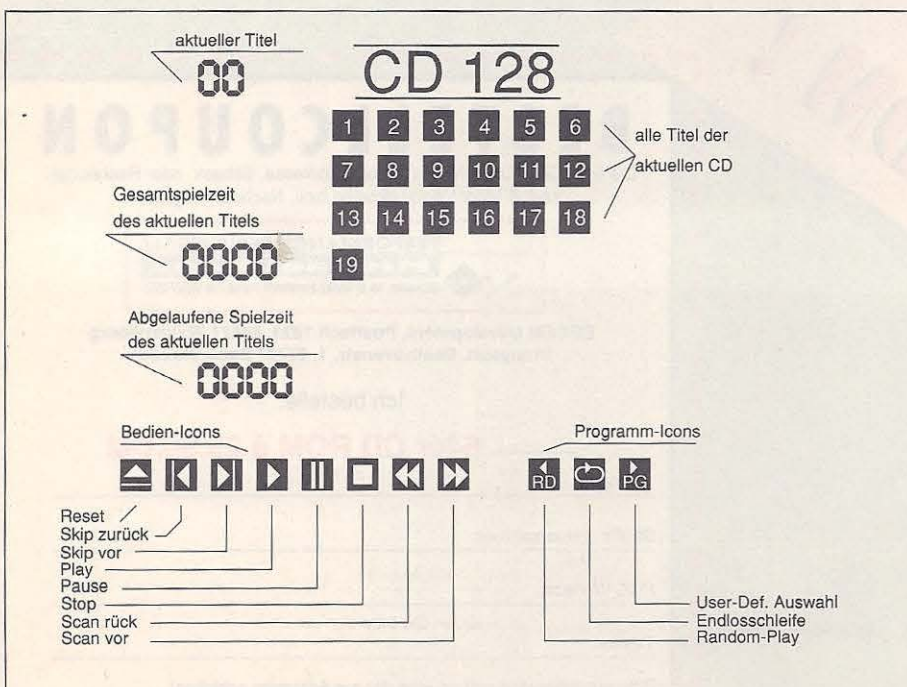 aktueller Titel
00
CD 128
1 2 3 4 5 6
7 8 9 10 11 12
13 14 15 16 17 18
19
alle Titel der
aktuellen CD
Gesamtspielzeit
des aktuellen Titels
0000
Abgelaufene Spielzeit
des aktuellen Titels
0000
Bedien-Icons
Programm-Icons
RD
PG
Reset
Skip zurück
Skip vor
Play
Pause
Stop
Scan rück
Scan vor
User-Def. Auswahl
Endlosschleife
Random-Play